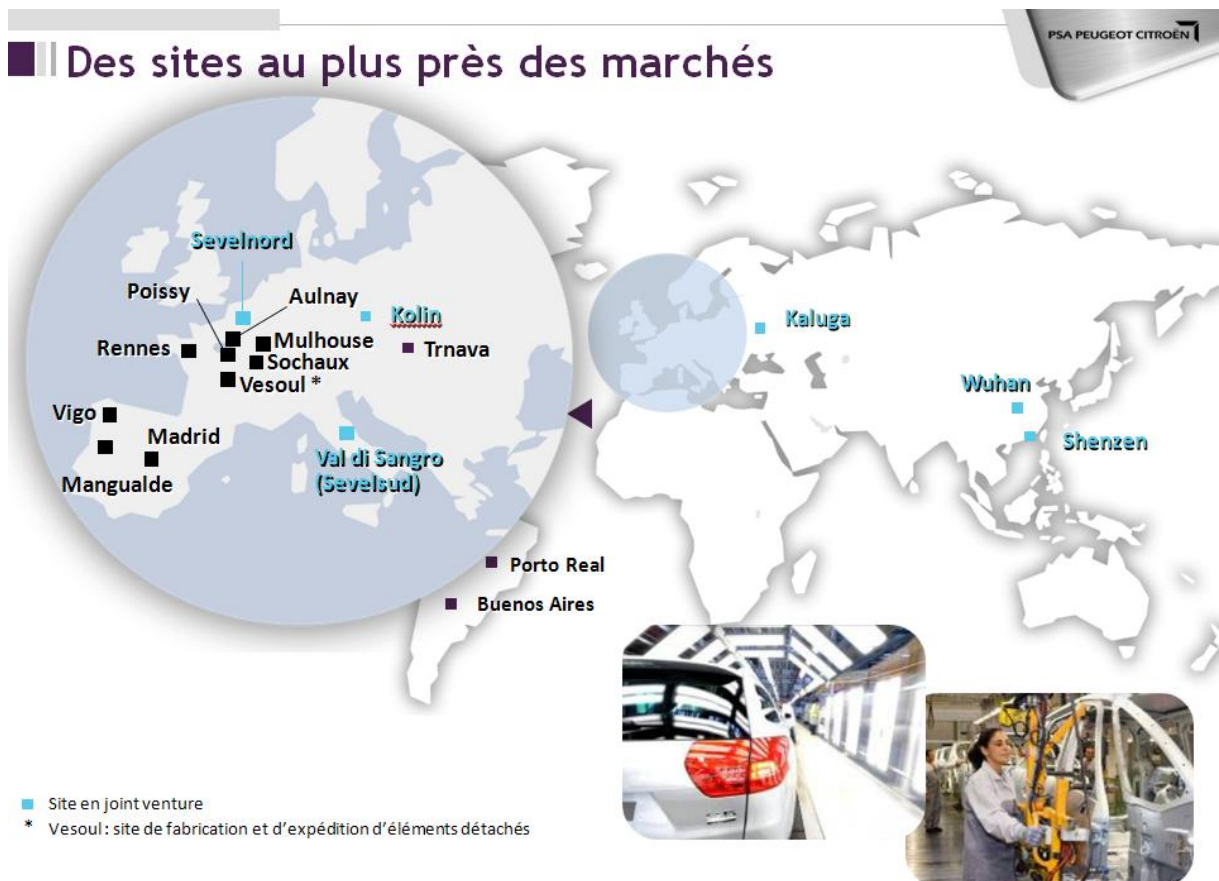 PSA PEUGEOT CITROËN
Des sites au plus près des marchés
Sevelnord
Poissy
Aulnay
Kolin
Kaluga
Rennes
Mulhouse
Trnava
Sochaux
Vesoul *
Wuhan
Vigo
Madrid
Shenzen
Val di Sangro
(Sevelsud)
Mangualde
Porto Real
Buenos Aires
Site en joint venture
* Vesoul : site de fabrication et d'expédition d'éléments détachés